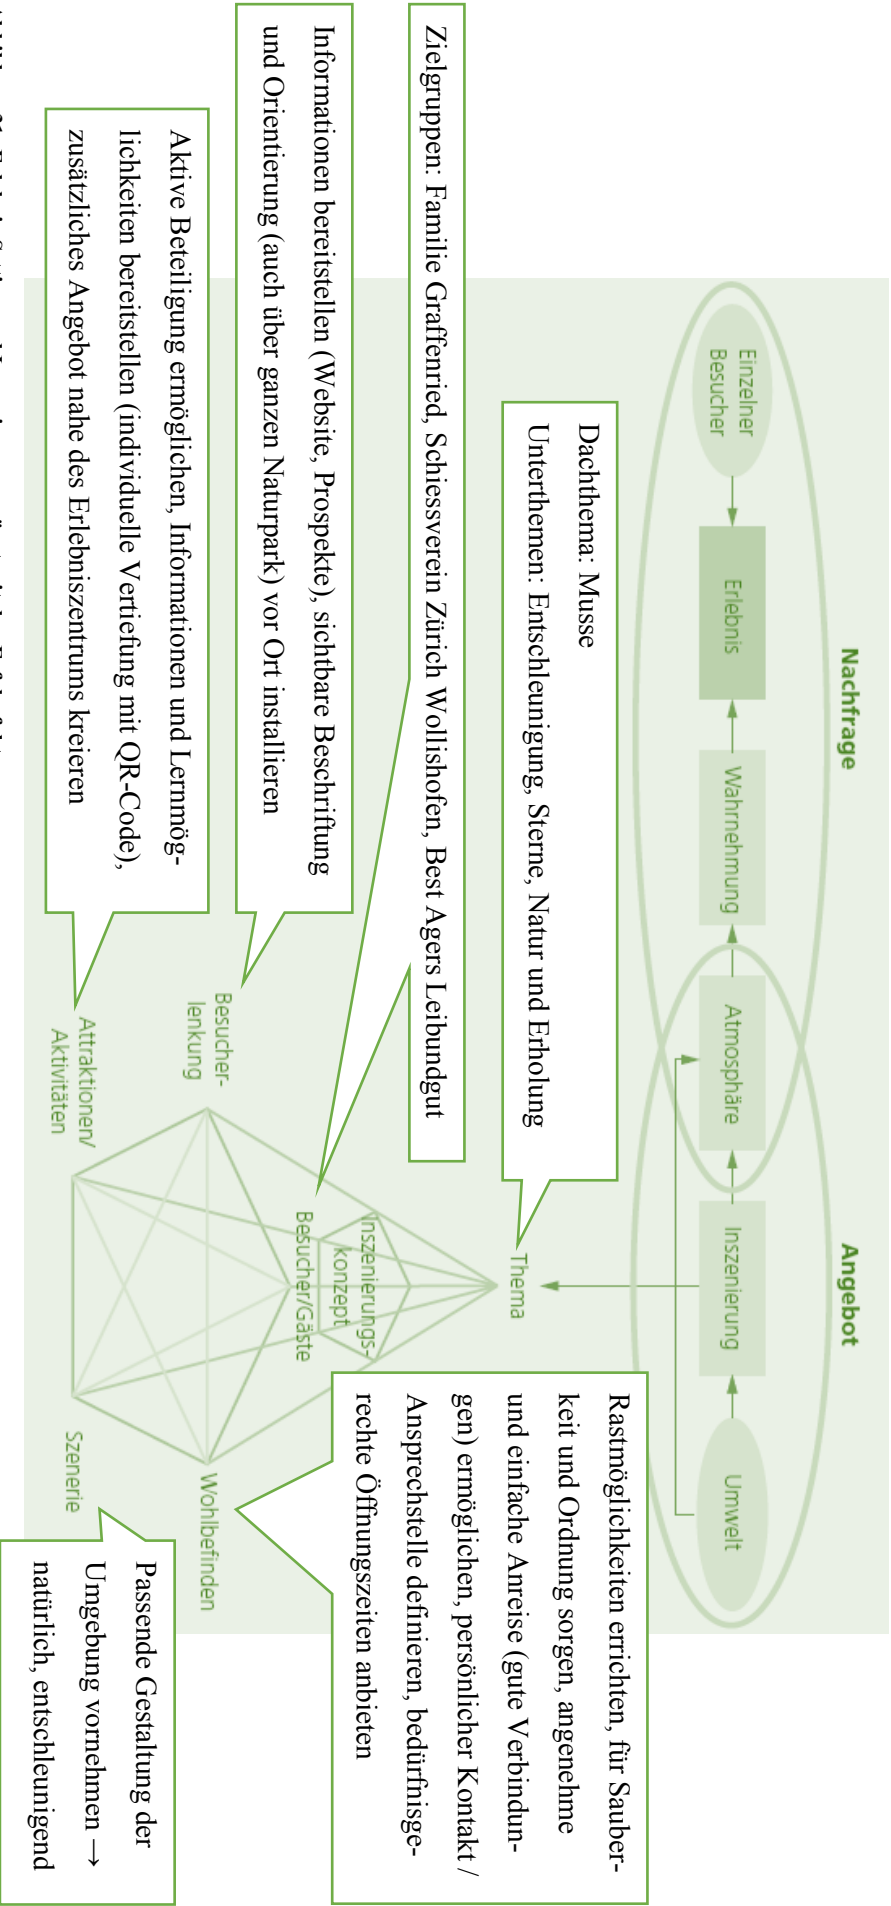 Nachfrage
Angebot
Einzelner
Besucher
Erlebnis
Wahrnehmung
Atmosphäre
Inszenierung
Umwelt
Dachthema: Musse
Unterthemen: Entschleunigung, Sterne, Natur und Erholung
Thema
Rastmöglichkeiten errichten, für Sauber-
keit und Ordnung sorgen, angenehme
und einfache Anreise (gute Verbindun-
gen) ermöglichen, persönlicher Kontakt /
Ansprechstelle definieren, bedürfnisge-
rechte Öffnungszeiten anbieten
Zielgruppen: Familie Graffenried, Schiessverein Zürich Wollishofen, Best Agers Leibundgut
Inszenierungs-
konzept
Besucher/Gäste
Informationen bereitstellen (Website, Prospekte), sichtbare Beschriftung
und Orientierung (auch über ganzen Naturpark) vor Ort installieren
Besucher-
lenkung
Wohlbefinden
Aktive Beteiligung ermöglichen, Informationen und Lernmög-
lichkeiten bereitstellen (individuelle Vertiefung mit QR-Code),
zusätzliches Angebot nahe des Erlebniszentrums kreieren
Attraktionen/
Aktivitäten
Szenerie
Passende Gestaltung der
Umgebung vornehmen →
natürlich, entschleunigend